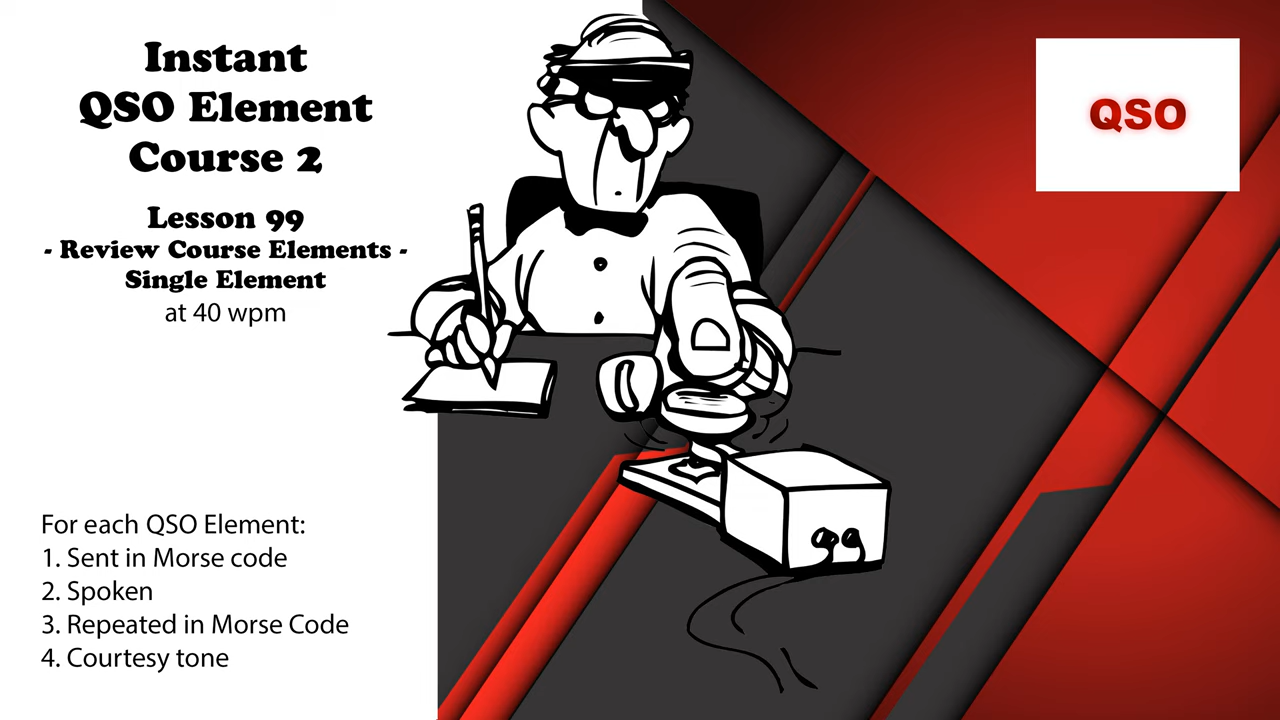 Instant
QSO Element
Course 2
Lesson 99
- Review Course Elements -
Single Element
at 40 wpm
QSO
For each QSO Element:
1. Sent in Morse code
2. Spoken
3. Repeated in Morse Code
4. Courtesy tone